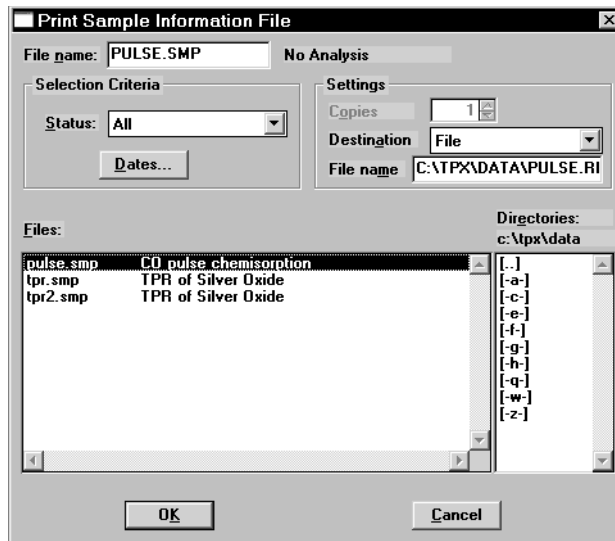 Print Sample Information File
File name: PULSE.SMP No Analysis
Selection Criteria
Status: All
Dates...
Settings
Copies 1
Destination File
File name C:\TPX\DATA\PULSE.RI
Files:
Directories:
c:\tpx\data
pulse.smp CO pulse chemisorption
tpr.smp TPR of Silver Oxide
tpr2.smp TPR of Silver Oxide
[..]
[-a-]
[-c-]
[-e-]
[-f-]
[-g-]
[-h-]
[-q-]
[-w-]
[-z-]
OK
Cancel